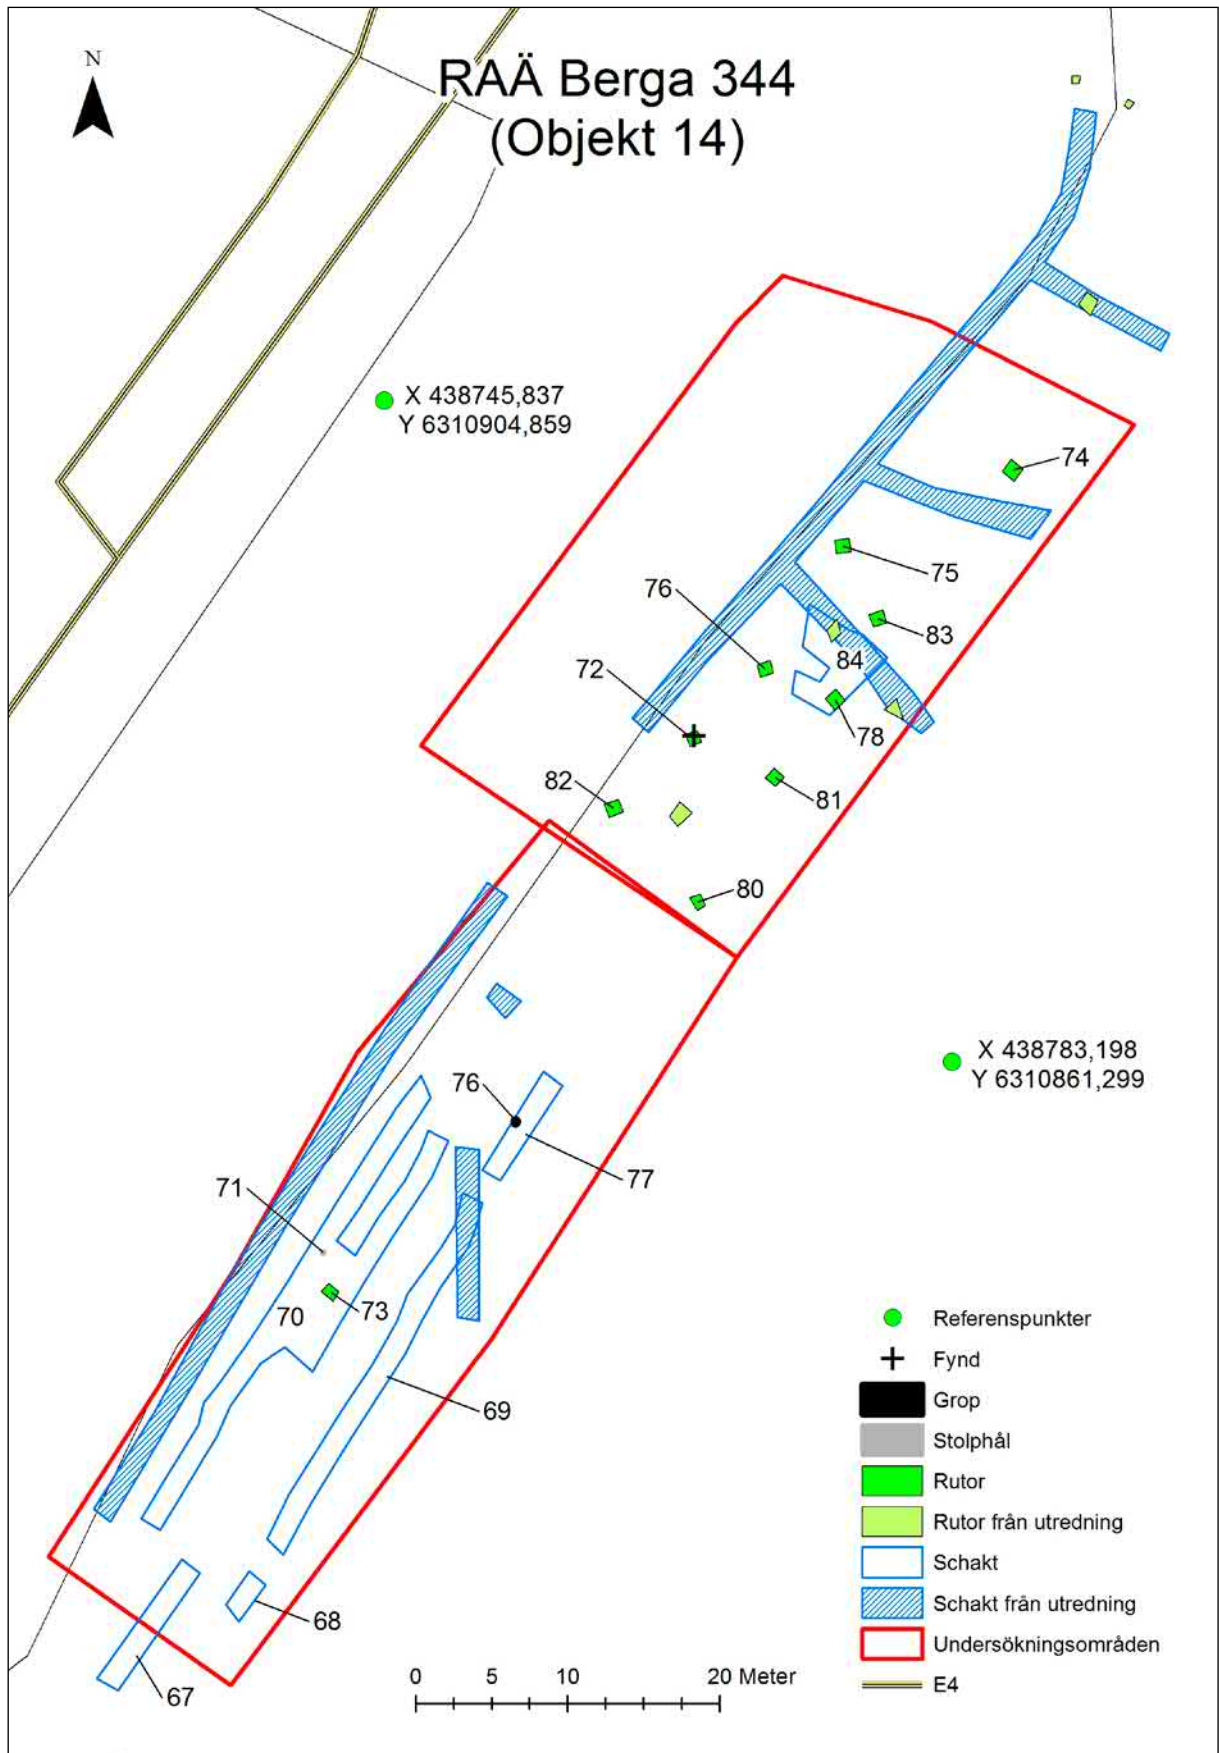 N
RAÄ Berga 344
(Objekt 14)
X 438745,837
Y 6310904,859
74
75
76
83
84
72
78
82
81
80
X 438783,198
Y 6310861,299
76
77
71
73
70
69
68
67
Referenspunkter
Fynd
Grop
Stolphål
Rutor
Rutor från utredning
Schakt
Schakt från utredning
Undersökningsområden
E4
0 5 10 20 Meter